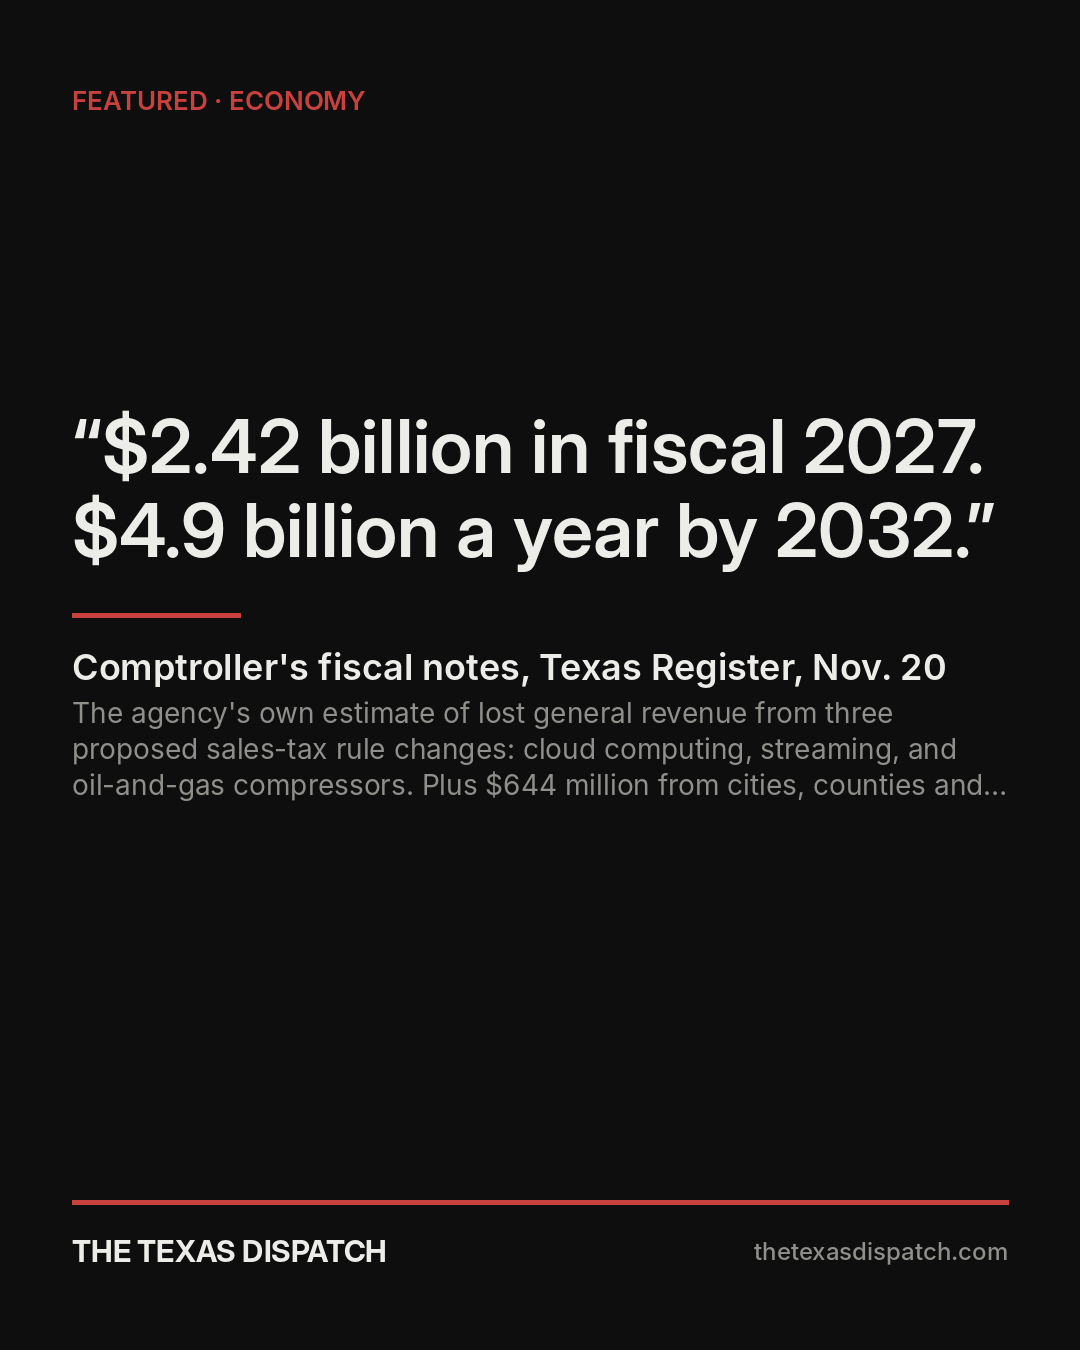 FEATURED · ECONOMY
“$2.42 billion in fiscal 2027.
$4.9 billion a year by 2032.”
Comptroller's fiscal notes, Texas Register, Nov. 20
The agency's own estimate of lost general revenue from three
proposed sales-tax rule changes: cloud computing, streaming, and
oil-and-gas compressors. Plus $644 million from cities, counties and...
THE TEXAS DISPATCH
thetexasdispatch.com